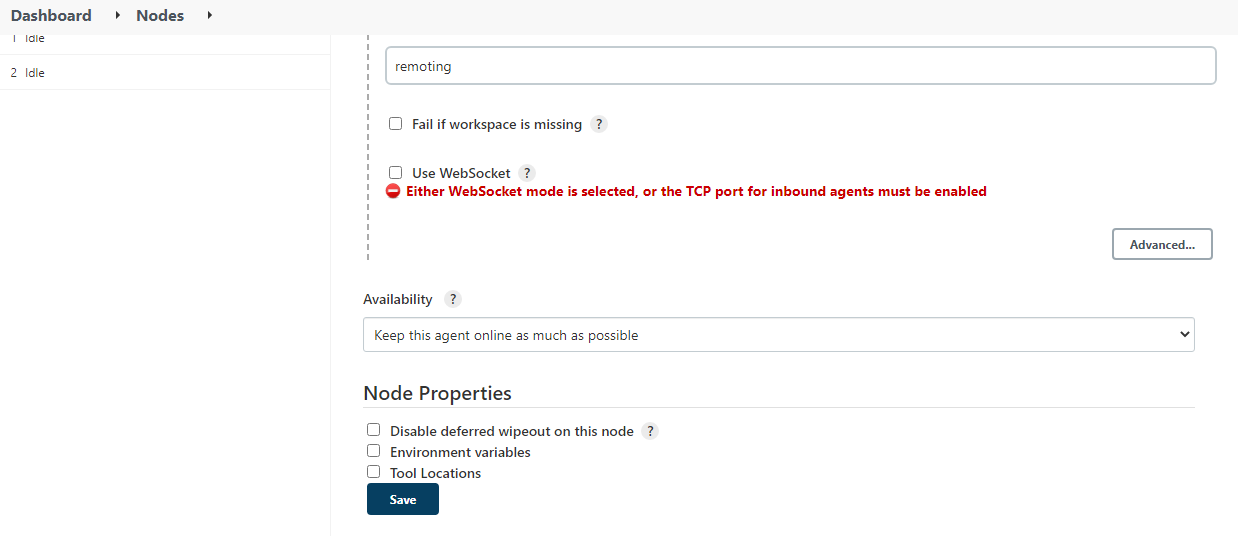 Dashboard Nodes
1 Idle
2 Idle
remoting
Fail if workspace is missing ?
Use WebSocket ?
Either WebSocket mode is selected, or the TCP port for inbound agents must be enabled
Advanced...
Availability ?
Keep this agent online as much as possible
Node Properties
Disable deferred wipeout on this node ?
Environment variables
Tool Locations
Save